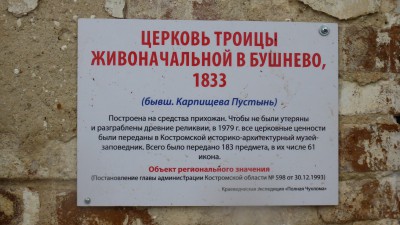 ЦЕРКОВЬ ТРОИЦЫ
ЖИВОНАЧАЛЬНОЙ В БУШНЕВО,
1833
(бывш. Карпищева Пустынь)
Построена на средства прихожан. Чтобы не были утеряны
и разграблены древние реликвии, в 1979 г. все церковные ценности
были переданы в Костромской историко-архитектурный музей-
заповедник. Всего было передано 183 предмета, в их числе 61
икона.
Объект регионального значения
(Постановление главы администрации Костромской области № 598 от 30.12.1993)
Краеведческая экспедиция «Полная Чухлома»